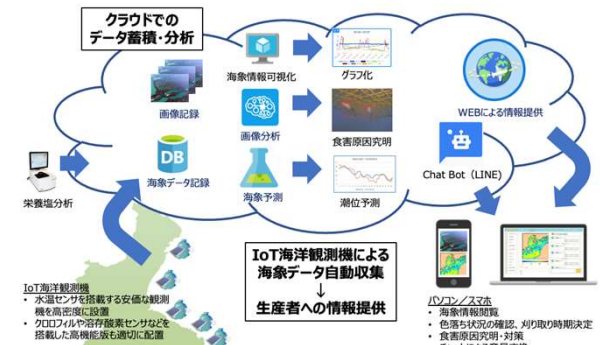 クラウドでの
データ蓄積・分析
海象情報可視化
グラフ化
画像記録
WEBによる情報提供
画像分析
食害原因究明
DB
Chat Bot（LINE)
栄養塩分析
海象データ記録
海象予測
潮位予測
IoT海洋観測機による
海象データ自動収集
↓
生産者への情報提供
IoT海洋観測機
・ 水温センサを搭載する安価な観測
機を高密度に設置
・ クロロフィルや溶存酸素センサなどを
搭載した高機能版も適切に配置
パソコン／スマホ
・ 海象情報閲覧
・ 色落ち状況の確認、刈り取り時期決定
・ 食害原因究明・対策